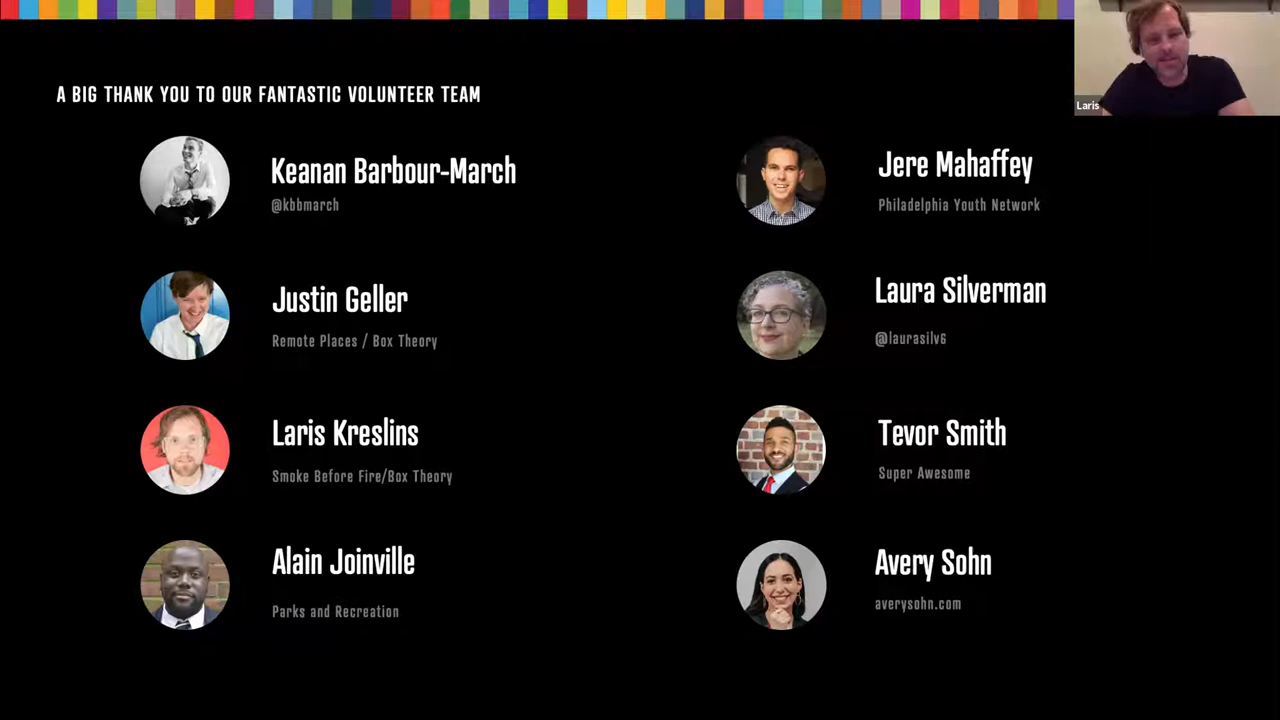 Laris
A BIG THANK YOU TO OUR FANTASTIC VOLUNTEER TEAM
Keanan Barbour-March
@kbbmarch
Justin Geller
Remote Places / Box Theory
Laris Kreslins
Smoke Before Fire/Box Theory
Alain Joinville
Parks and Recreation
Jere Mahaffey
Philadelphia Youth Network
Laura Silverman
@laurasilv6
Tevor Smith
Super Awesome
Avery Sohn
averysohn.com